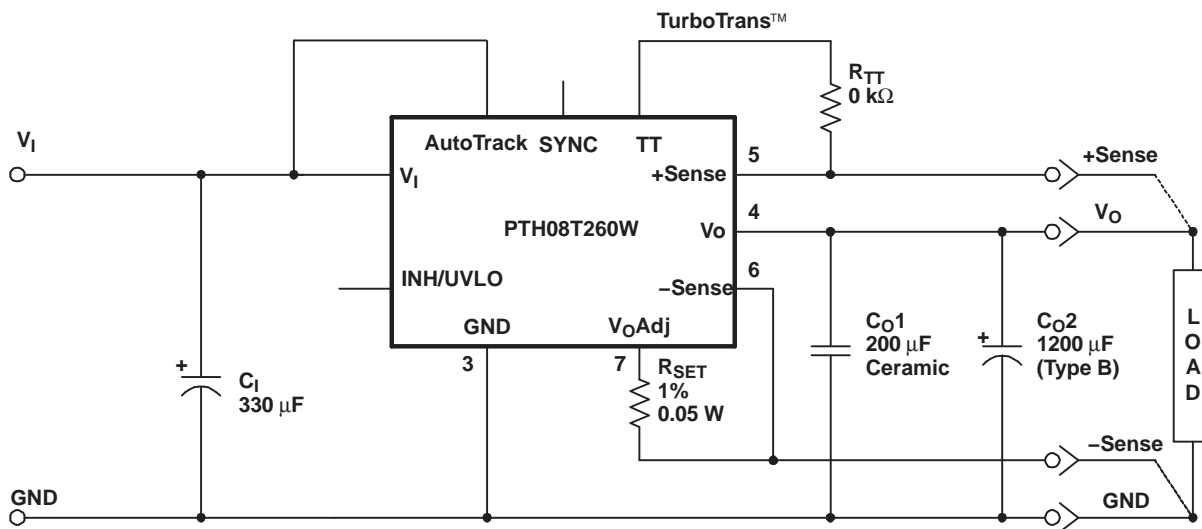 TurboTrans™
R_TT
0 kΩ
V_I
AutoTrack SYNC TT
5
+Sense
V_I
+Sense
4
V_O
PTH08T260W
Vo
6
INH/UVLO
−Sense
GND
V_OAdj
C_O1
200 μF
Ceramic
+
C_O2
1200 μF
(Type B)
L
O
A
D
3
7
R_SET
1%
0.05 W
+
C_I
330 μF
−Sense
GND
GND